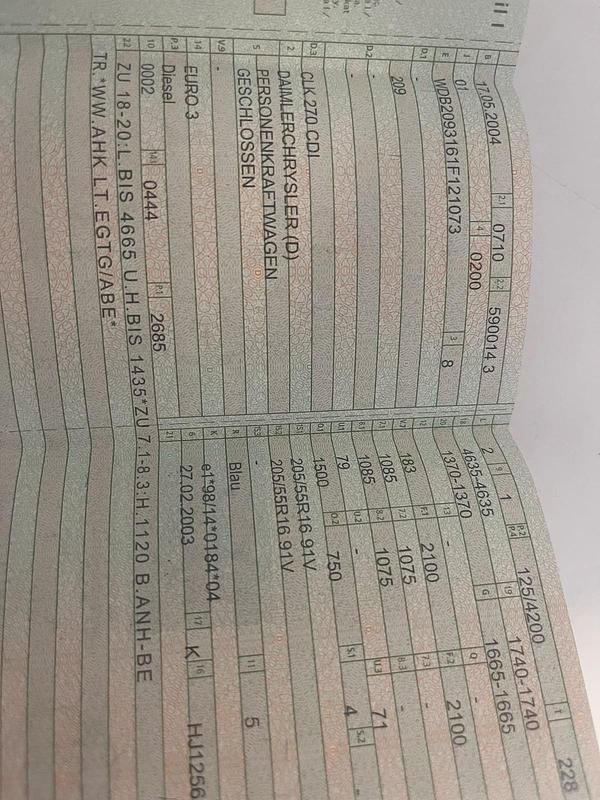 il I
B 17.05.2004 2.1 0710 2.2 590014 3 L 2 9 1 P.2 P.4 125/4200 T 228
J 01 4 0200 18 4635-4635 19 1740-1740
E WDB2093161F121073 3 8 20 1370-1370 G 1665-1665
D.1 - 12 - 13 - Q -
209 V.7 183 F.1 2100 F.2 2100
D.2 - 7.1 1085 7.2 1075 7.3 -
- 8.1 1085 8.2 1075 8.3 -
U.1 79 U.2 - U.3 71
D.3 CLK 270 CDI O.1 1500 O.2 750 S.1 4 S.2 -
2 DAIMLERCHRYSLER (D) 15.1 205/55R16 91V
5 PERSONENKRAFTWAGEN 15.2 205/55R16 91V
GESCHLOSSEN 15.3 -
V.9 - R Blau 11 5
14 EURO 3 K e1*98/14*0184*04
P.3 Diesel 6 27.02.2003 17 K 16 HJ1256
10 0002 14.1 0444 P.1 2685 21
22 ZU 18-20:L.BIS 4665 U.H.BIS 1435*ZU 7.1-8.3:H.1120 B.ANH-BE
TR.*WW.AHK LT.EGTG/ABE*